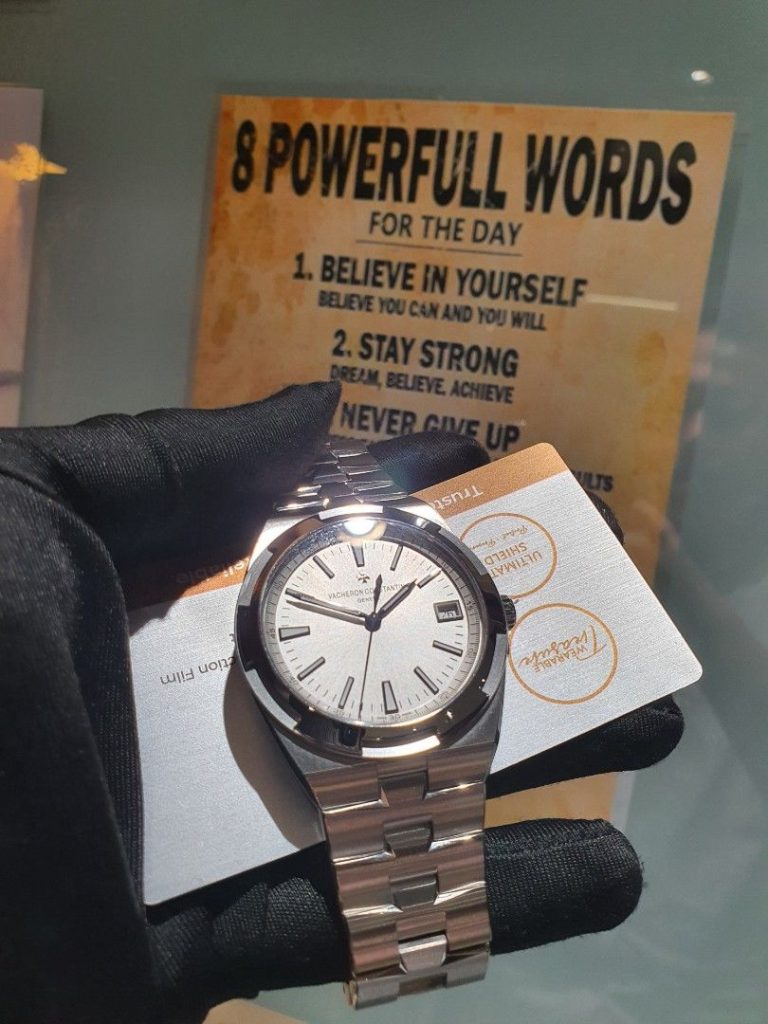 8 POWERFULL WORDS
FOR THE DAY
1. BELIEVE IN YOURSELF
BELIEVE YOU CAN AND YOU WILL
2. STAY STRONG
DREAM, BELIEVE, ACHIEVE
NEVER GIVE UP
VACHERON CONSTANTIN
GENEVE
ULTIMATE
SHIELD
WEARABLE
Treasure